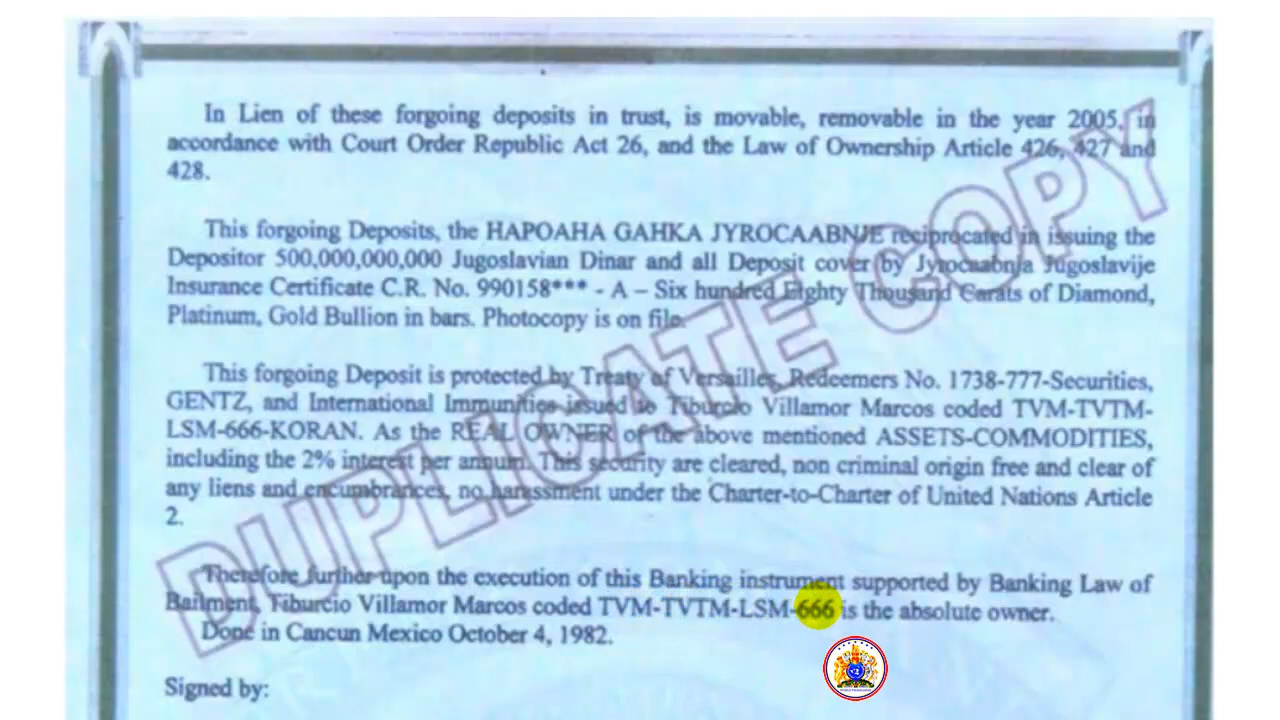 In Lien of these forgoing deposits in trust, is movable, removable in the year 2005, in
accordance with Court Order Republic Act 26, and the Law of Ownership Article 426, 427 and
428.
This forgoing Deposits, the HAPOAHA GAHKA JYROCAABNJE reciprocated in issuing the
Depositor 500,000,000,000 Jugoslavian Dinar and all Deposit cover by Jyrocaabnja Jugoslavije
Insurance Certificate C.R. No. 990158*** - A – Six hundred Eighty Thousand Carats of Diamond,
Platinum, Gold Bullion in bars. Photocopy is on file.
This forgoing Deposit is protected by Treaty of Versailles, Redeemers No. 1738-777-Securities,
GENTZ, and International Immunities issued to Tiburcio Villamor Marcos coded TVM-TVTM-
LSM-666-KORAN. As the REAL OWNER of the above mentioned ASSETS-COMMODITIES,
including the 2% interest per annum. This security are cleared, non criminal origin free and clear of
any liens and encumbrances, no harassment under the Charter-to-Charter of United Nations Article
2.
Therefore further upon the execution of this Banking instrument supported by Banking Law of
Bailment, Tiburcio Villamor Marcos coded TVM-TVTM-LSM-666 is the absolute owner.
Done in Cancun Mexico October 4, 1982.
Signed by:
DUPLICATE COPY